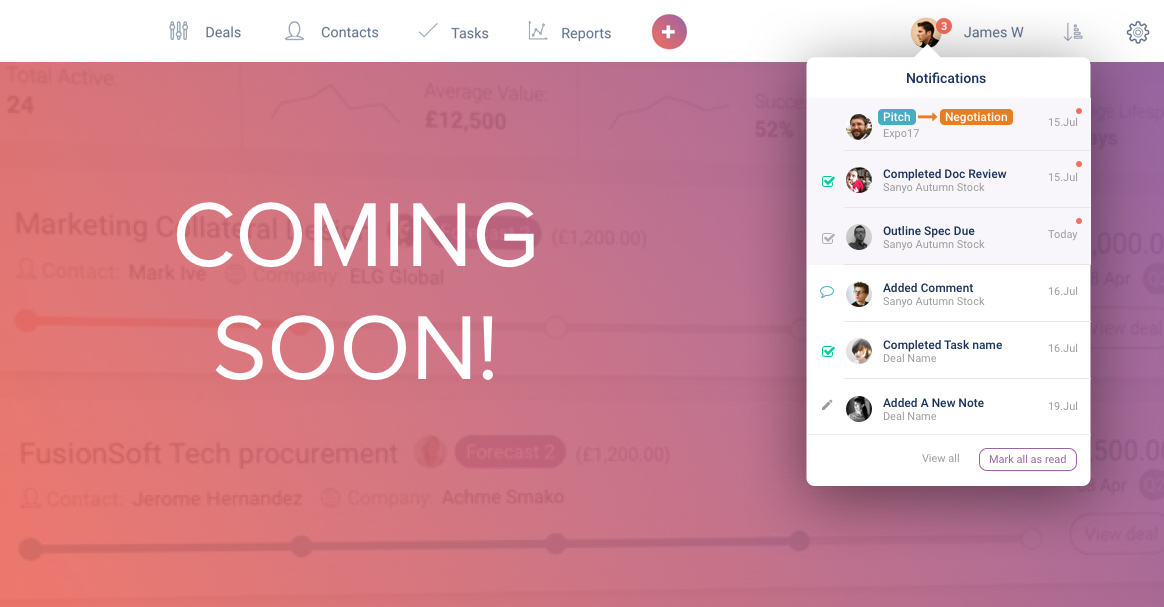 Deals
Contacts
Tasks
Reports
3
James W
Total Active:
24
Average Value:
£12,500
52%
Notifications
Pitch
Negotiation
Expo17
15.Jul
Completed Doc Review
Sanyo Autumn Stock
15.Jul
Outline Spec Due
Sanyo Autumn Stock
Today
Added Comment
Sanyo Autumn Stock
16.Jul
Completed Task name
Deal Name
16.Jul
Added A New Note
Deal Name
19.Jul
View all
Mark all as read
COMING
SOON!
Marketing Collateral Design
(£1,200.00)
Contact: Mark Ive
Company: ELG Global
View deal
FusionSoft Tech procurement
Forecast 2
(£1,200.00)
Contact: Jerome Hernandez
Company: Achme Smako
View deal